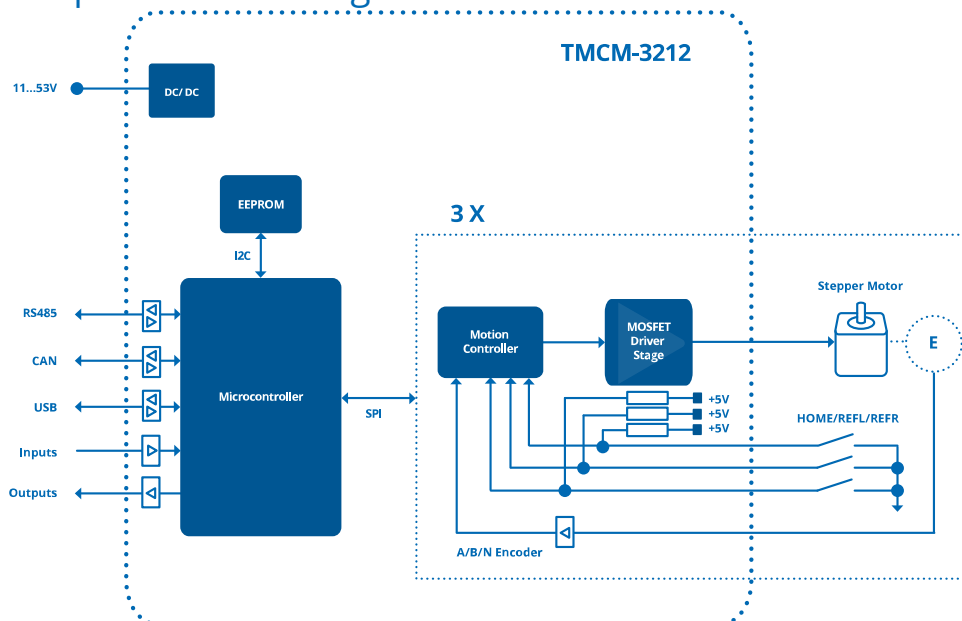 TMCM-3212
11...53V
DC/ DC
EEPROM
3 X
I2C
Stepper Motor
RS485
MOSFET
Driver
Stage
Motion
Controller
E
CAN
Microcontroller
+5V
USB
SPI
+5V
+5V
HOME/REFL/REFR
Inputs
Outputs
A/B/N Encoder